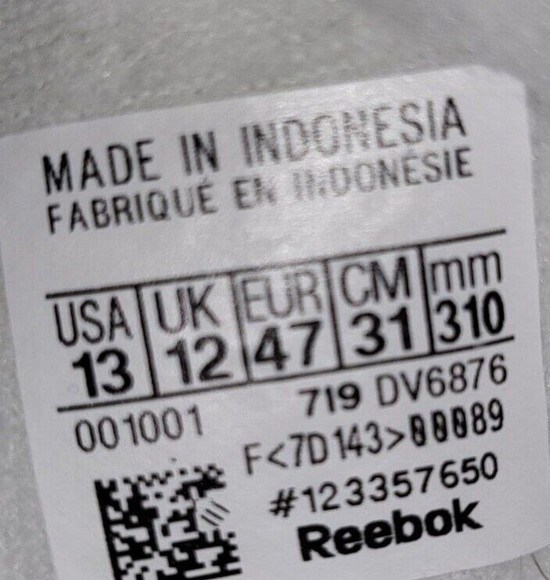 MADE IN INDONESIA
FABRIQUÉ EN INDONÉSIE
USA UK EUR CM mm
13 12 47 31 310
001001 719 DV6876
F<7D143>00089
#123357650
Reebok